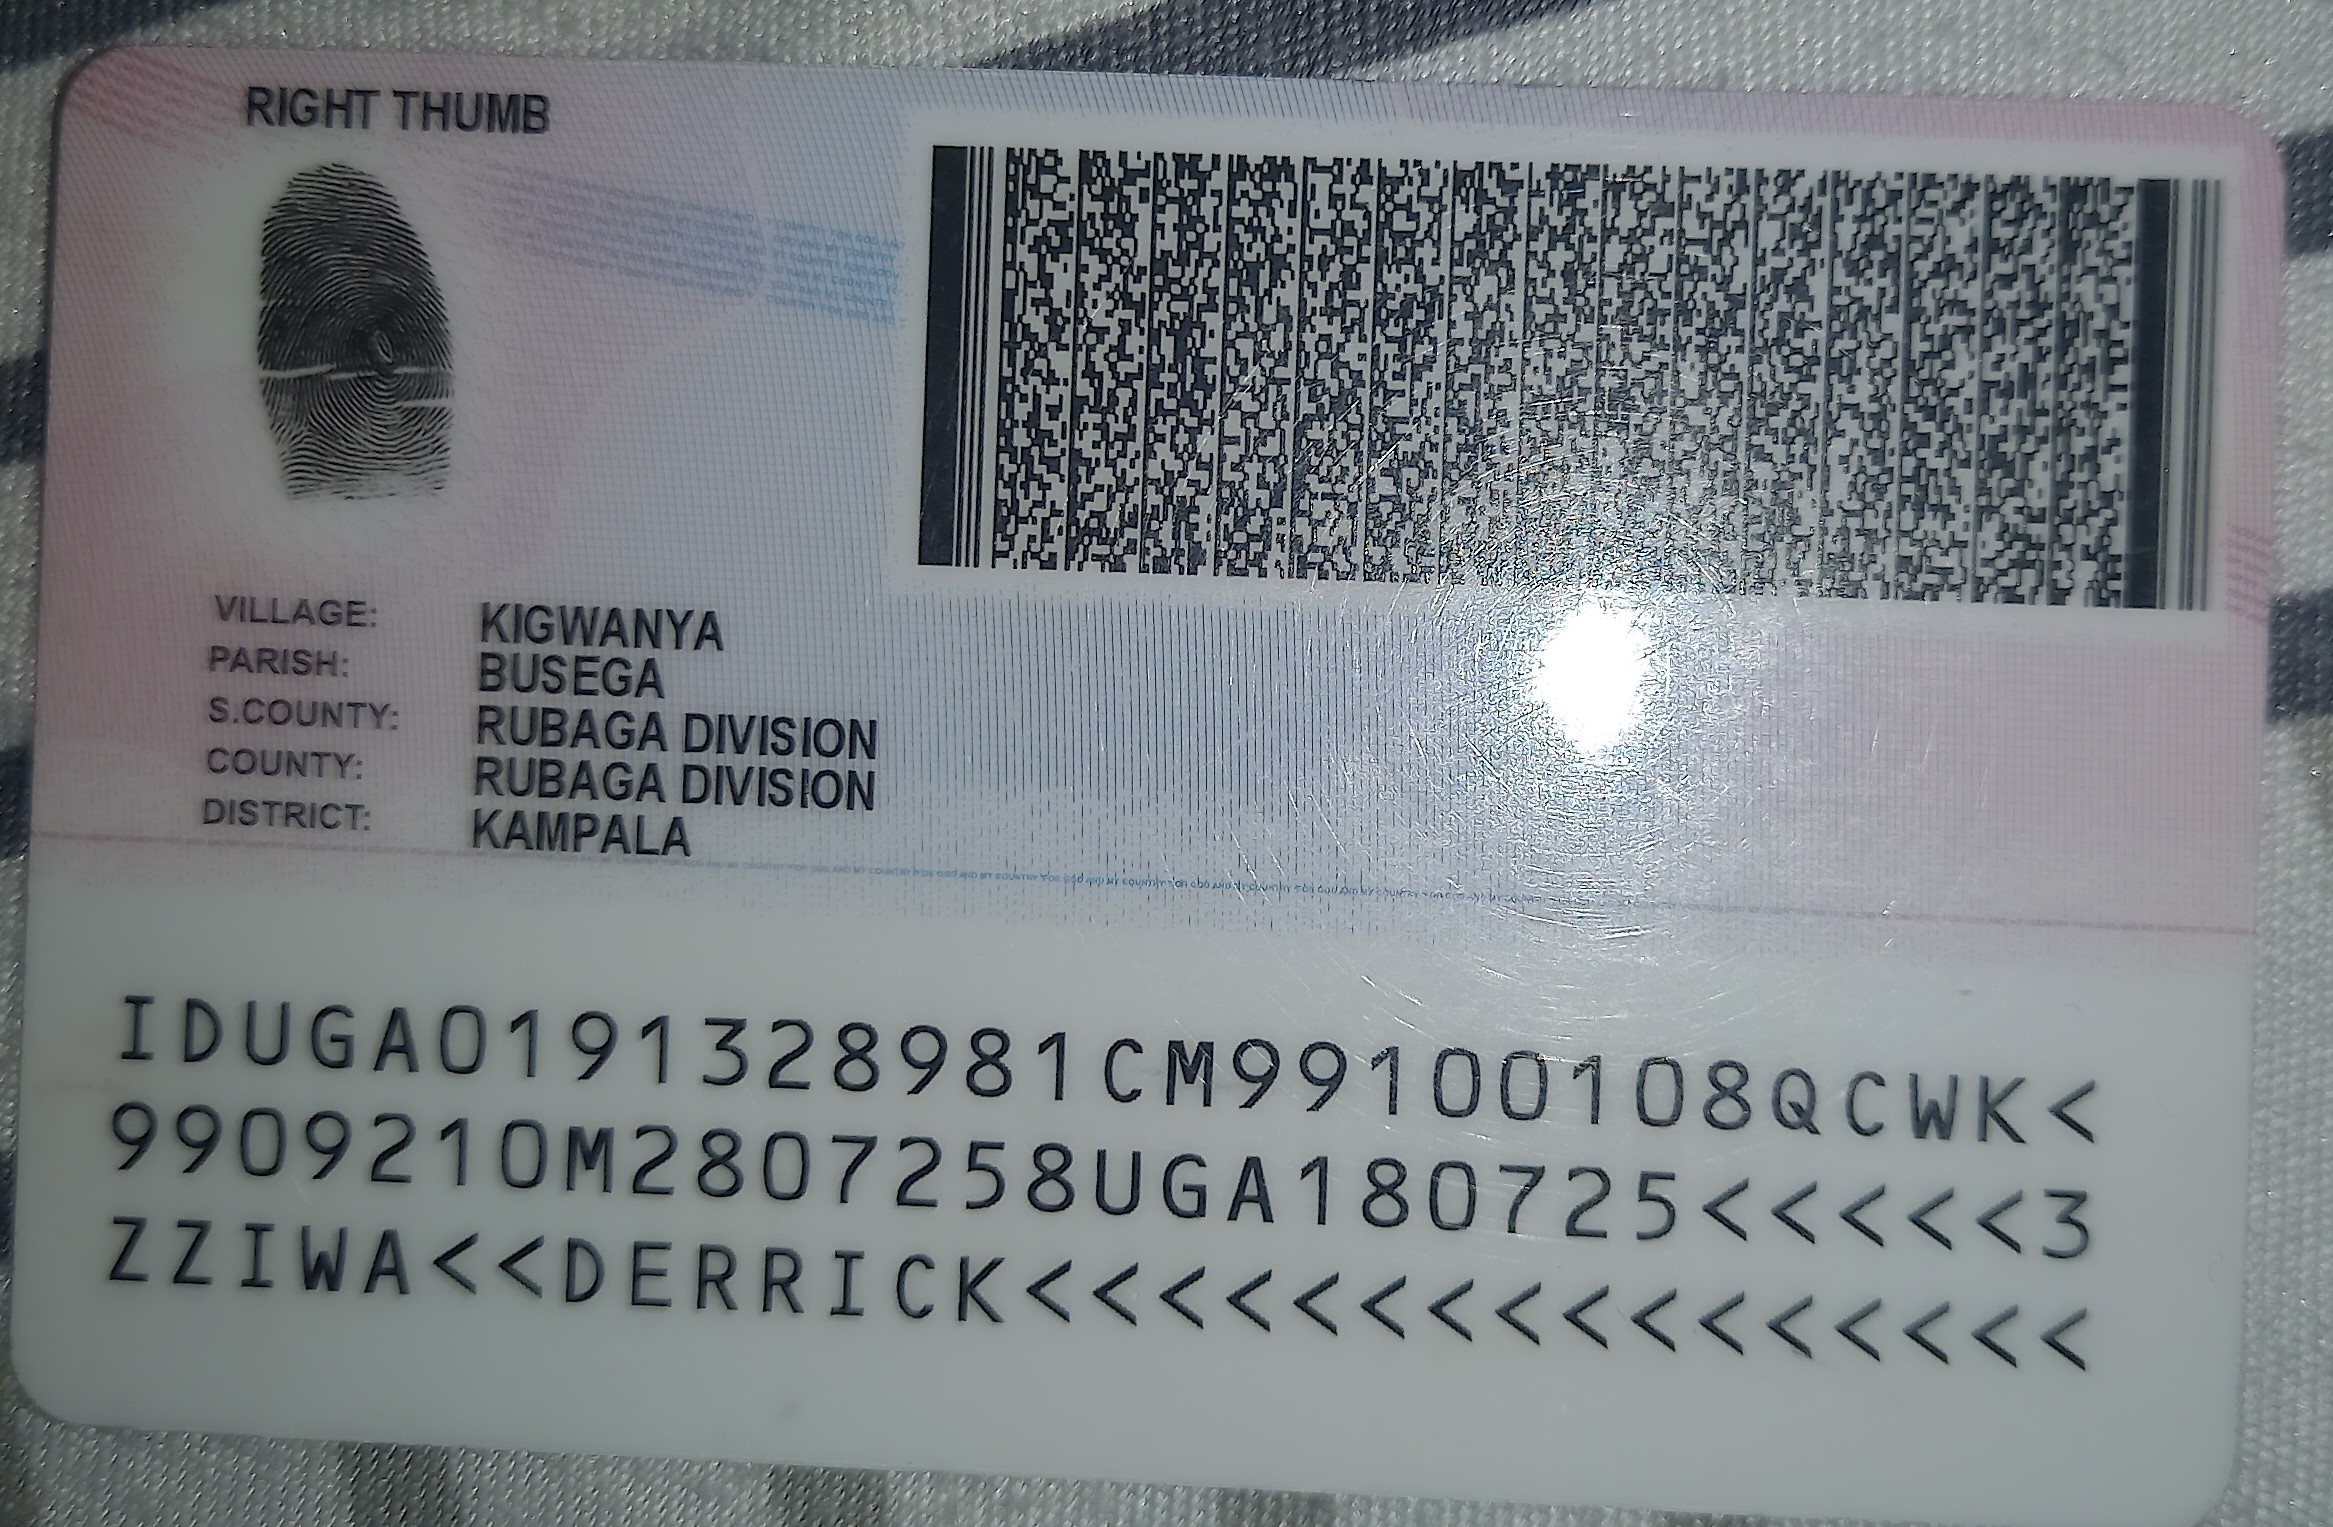 RIGHT THUMB
VILLAGE: KIGWANYA
PARISH: BUSEGA
S.COUNTY: RUBAGA DIVISION
COUNTY: RUBAGA DIVISION
DISTRICT: KAMPALA
IDUGA0191328981CM99100108QCWK<
9909210M2807258UGA180725<<<<<3
ZZIWA<<DERRICK<<<<<<<<<<<<<<<<